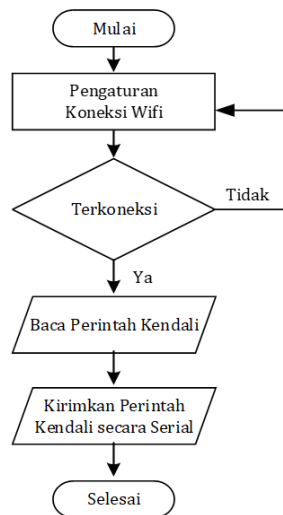 Mulai
Pengaturan
Koneksi Wifi
Terkoneksi
Tidak
Ya
Baca Perintah Kendali
Kirimkan Perintah
Kendali secara Serial
Selesai